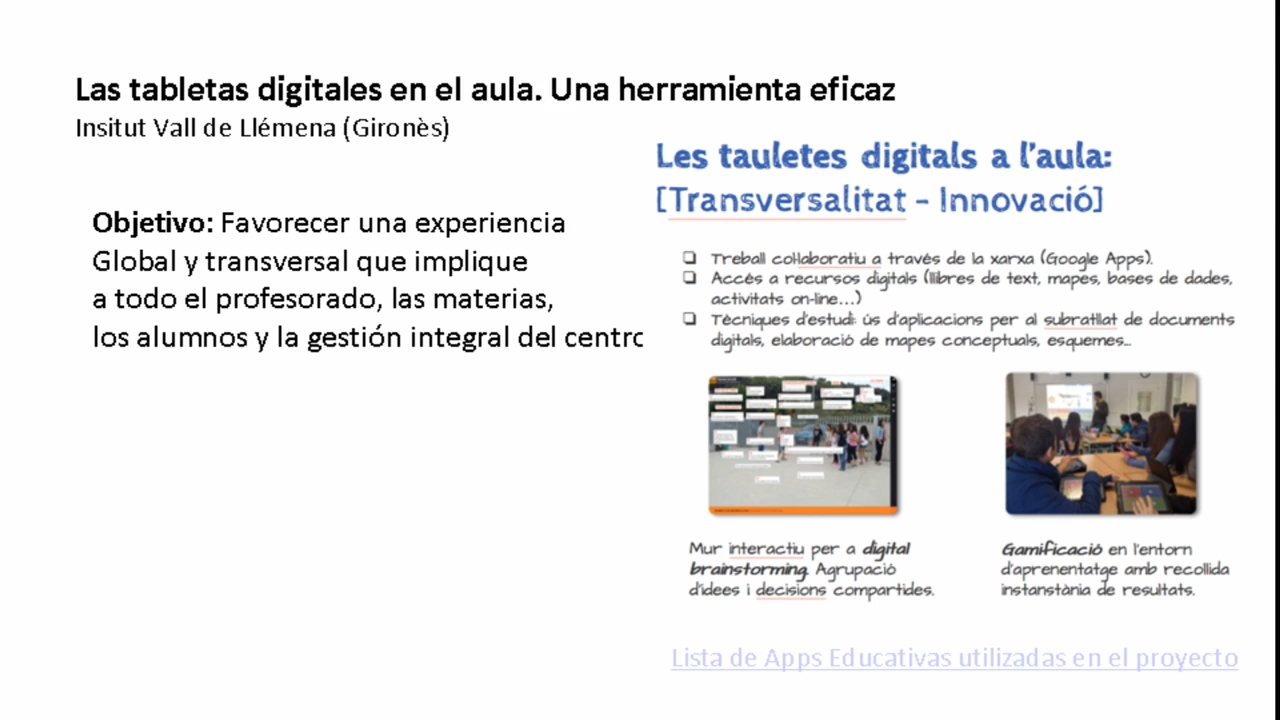 Las tabletas digitales en el aula. Una herramienta eficaz
Insitut Vall de Llémena (Gironès)
Objetivo: Favorecer una experiencia
Global y transversal que implique
a todo el profesorado, las materias,
los alumnos y la gestión integral del centro
Les tauletes digitals a l'aula:
[Transversalitat – Innovació]
❑ Treball col·laboratiu a través de la xarxa (Google Apps).
❑ Accés a recursos digitals (llibres de text, mapes, bases de dades,
activitats on-line...)
❑ Tècniques d'estudi: ús d'aplicacions per al subratllat de documents
digitals, elaboració de mapes conceptuals, esquemes...
Mur interactiu per a digital
brainstorming. Agrupació
d'idees i decisions compartides.
Gamificació en l'entorn
d'aprenentatge amb recollida
instanstània de resultats.
Lista de Apps Educativas utilizadas en el proyecto